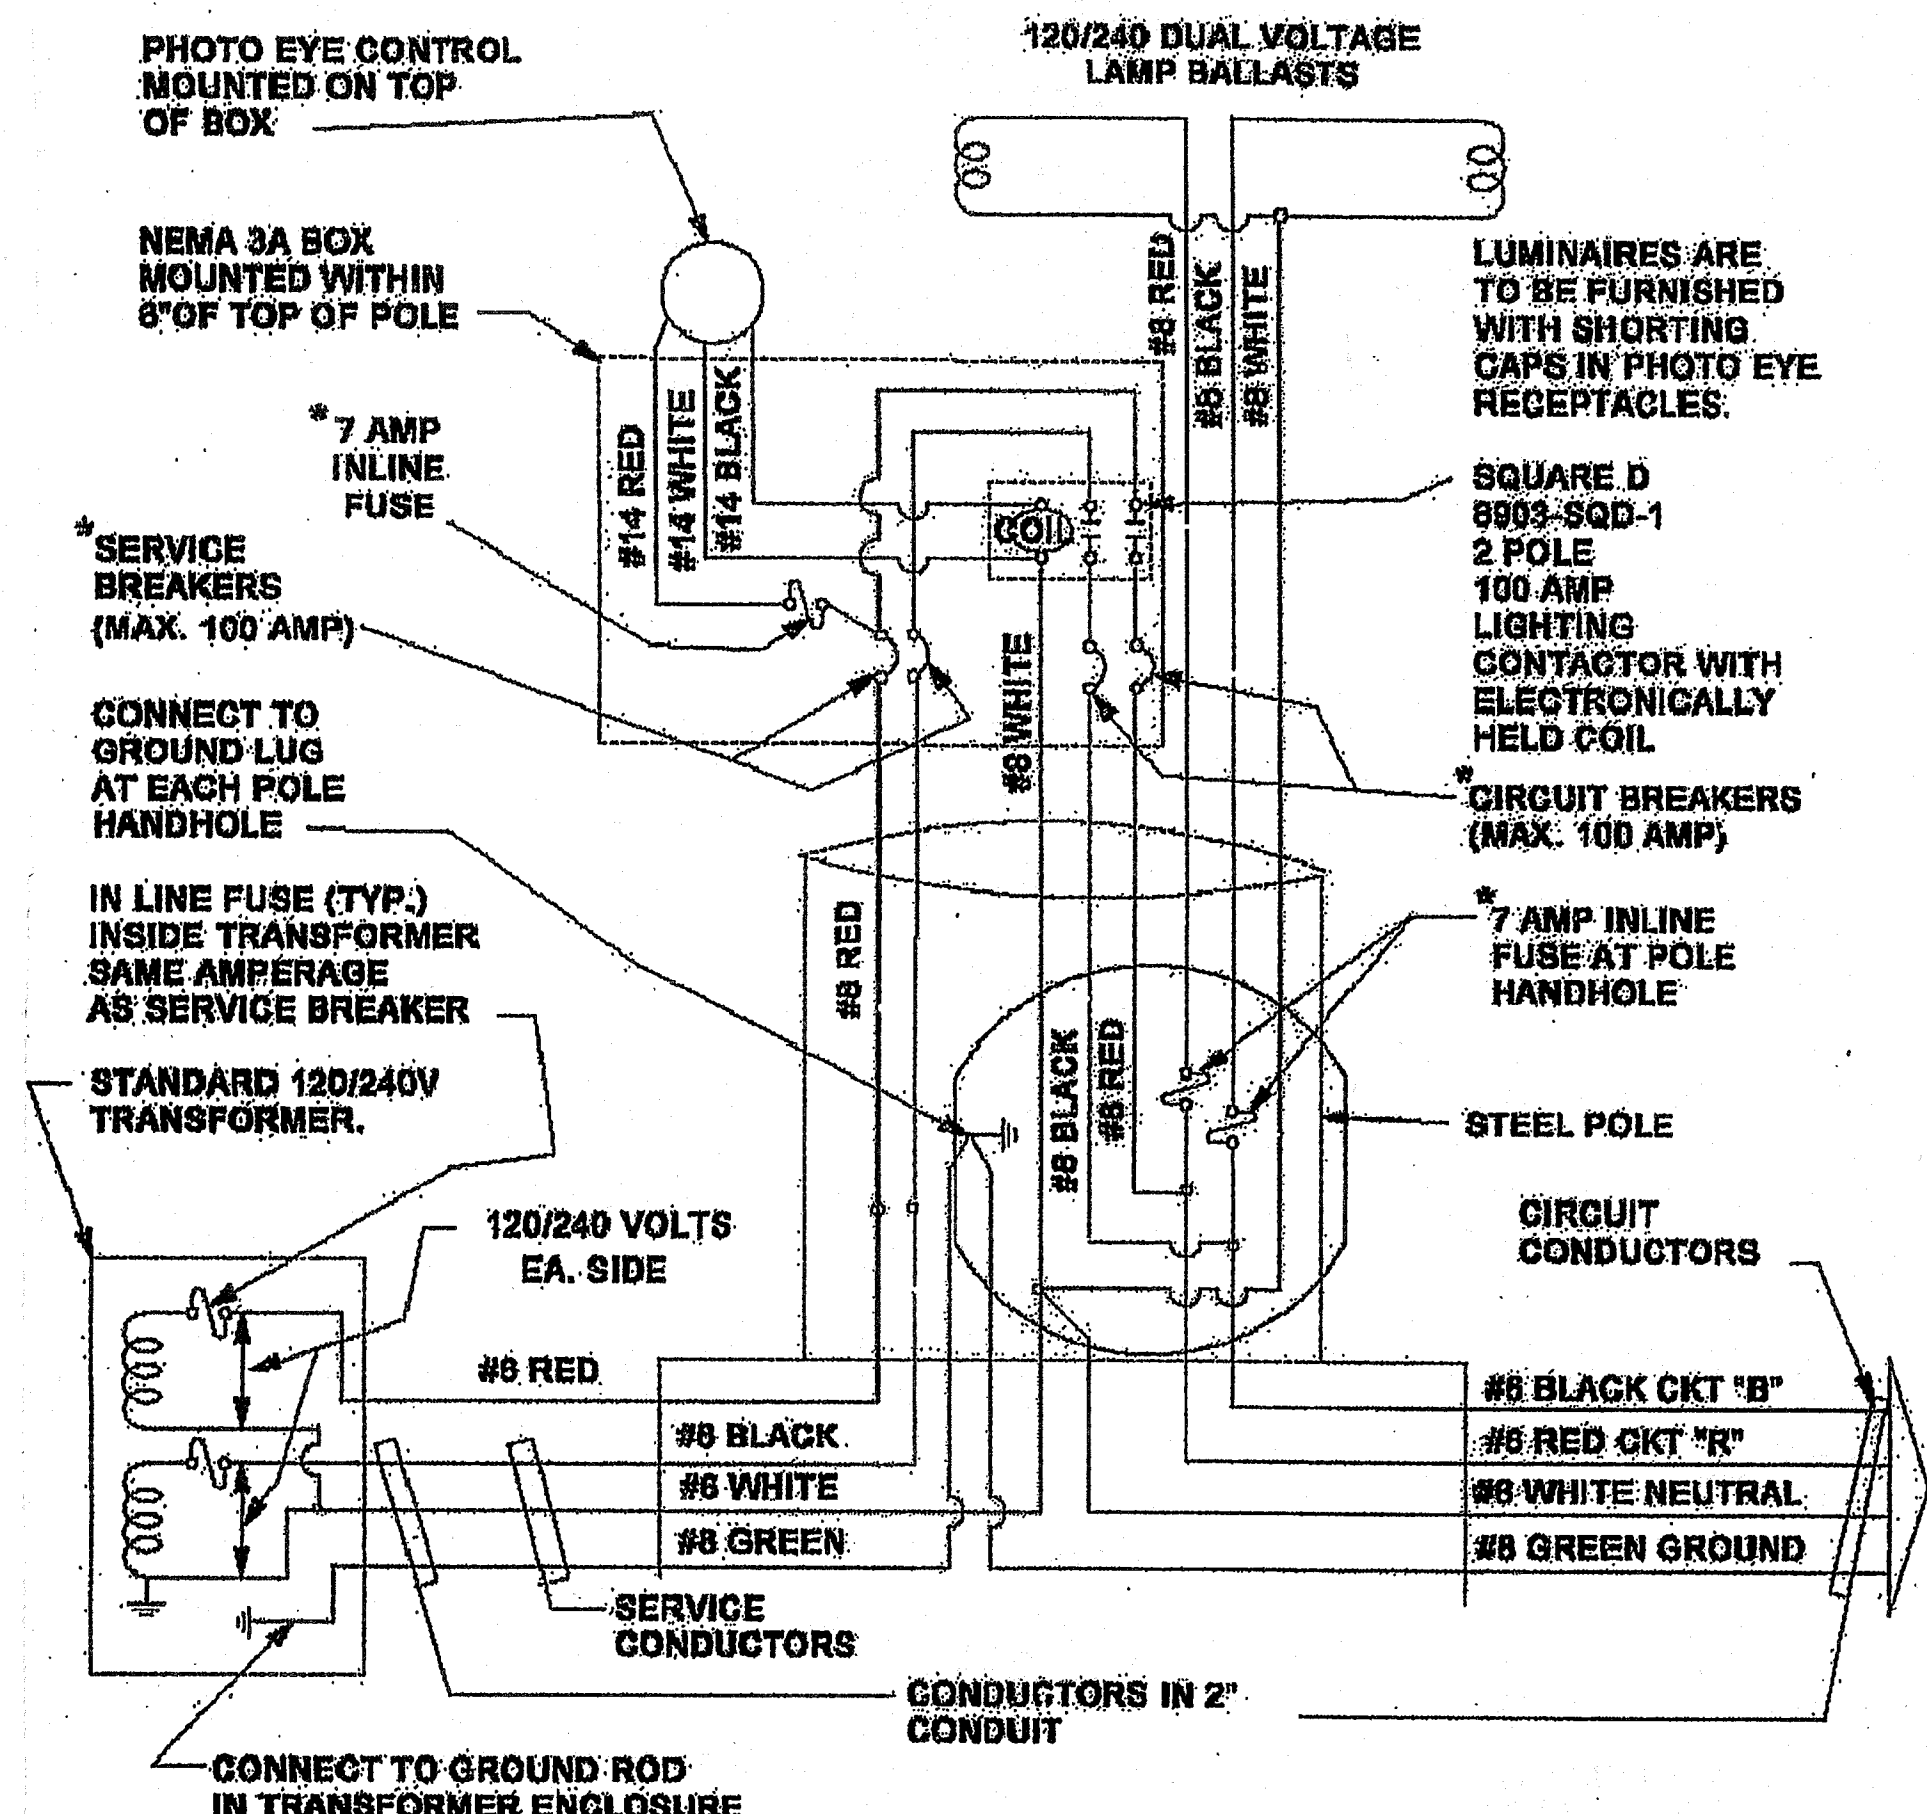 PHOTO EYE CONTROL
MOUNTED ON TOP
OF BOX
120/240 DUAL VOLTAGE
LAMP BALLASTS
NEMA 3A BOX
MOUNTED WITHIN
6"OF TOP OF POLE
* 7 AMP
INLINE
FUSE
* SERVICE
BREAKERS
(MAX. 100 AMP)
CONNECT TO
GROUND LUG
AT EACH POLE
HANDHOLE
IN LINE FUSE (TYP.)
INSIDE TRANSFORMER
SAME AMPERAGE
AS SERVICE BREAKER
STANDARD 120/240V
TRANSFORMER.
120/240 VOLTS
EA. SIDE
#14 RED
#14 WHITE
#14 BLACK
COIL
#8 WHITE
#8 RED
#8 BLACK
#8 WHITE
LUMINAIRES ARE
TO BE FURNISHED
WITH SHORTING
CAPS IN PHOTO EYE
RECEPTACLES.
SQUARE D
8903-SQD-1
2 POLE
100 AMP
LIGHTING
CONTACTOR WITH
ELECTRONICALLY
HELD COIL
* CIRCUIT BREAKERS
(MAX. 100 AMP)
* 7 AMP INLINE
FUSE AT POLE
HANDHOLE
STEEL POLE
CIRCUIT
CONDUCTORS
#8 RED
#8 BLACK
#8 RED
#6 RED
#6 BLACK
#6 WHITE
#8 GREEN
#6 BLACK CKT "B"
#6 RED CKT "R"
#6 WHITE NEUTRAL
#8 GREEN GROUND
SERVICE
CONDUCTORS
CONDUCTORS IN 2"
CONDUIT
CONNECT TO GROUND ROD
IN TRANSFORMER ENCLOSURE